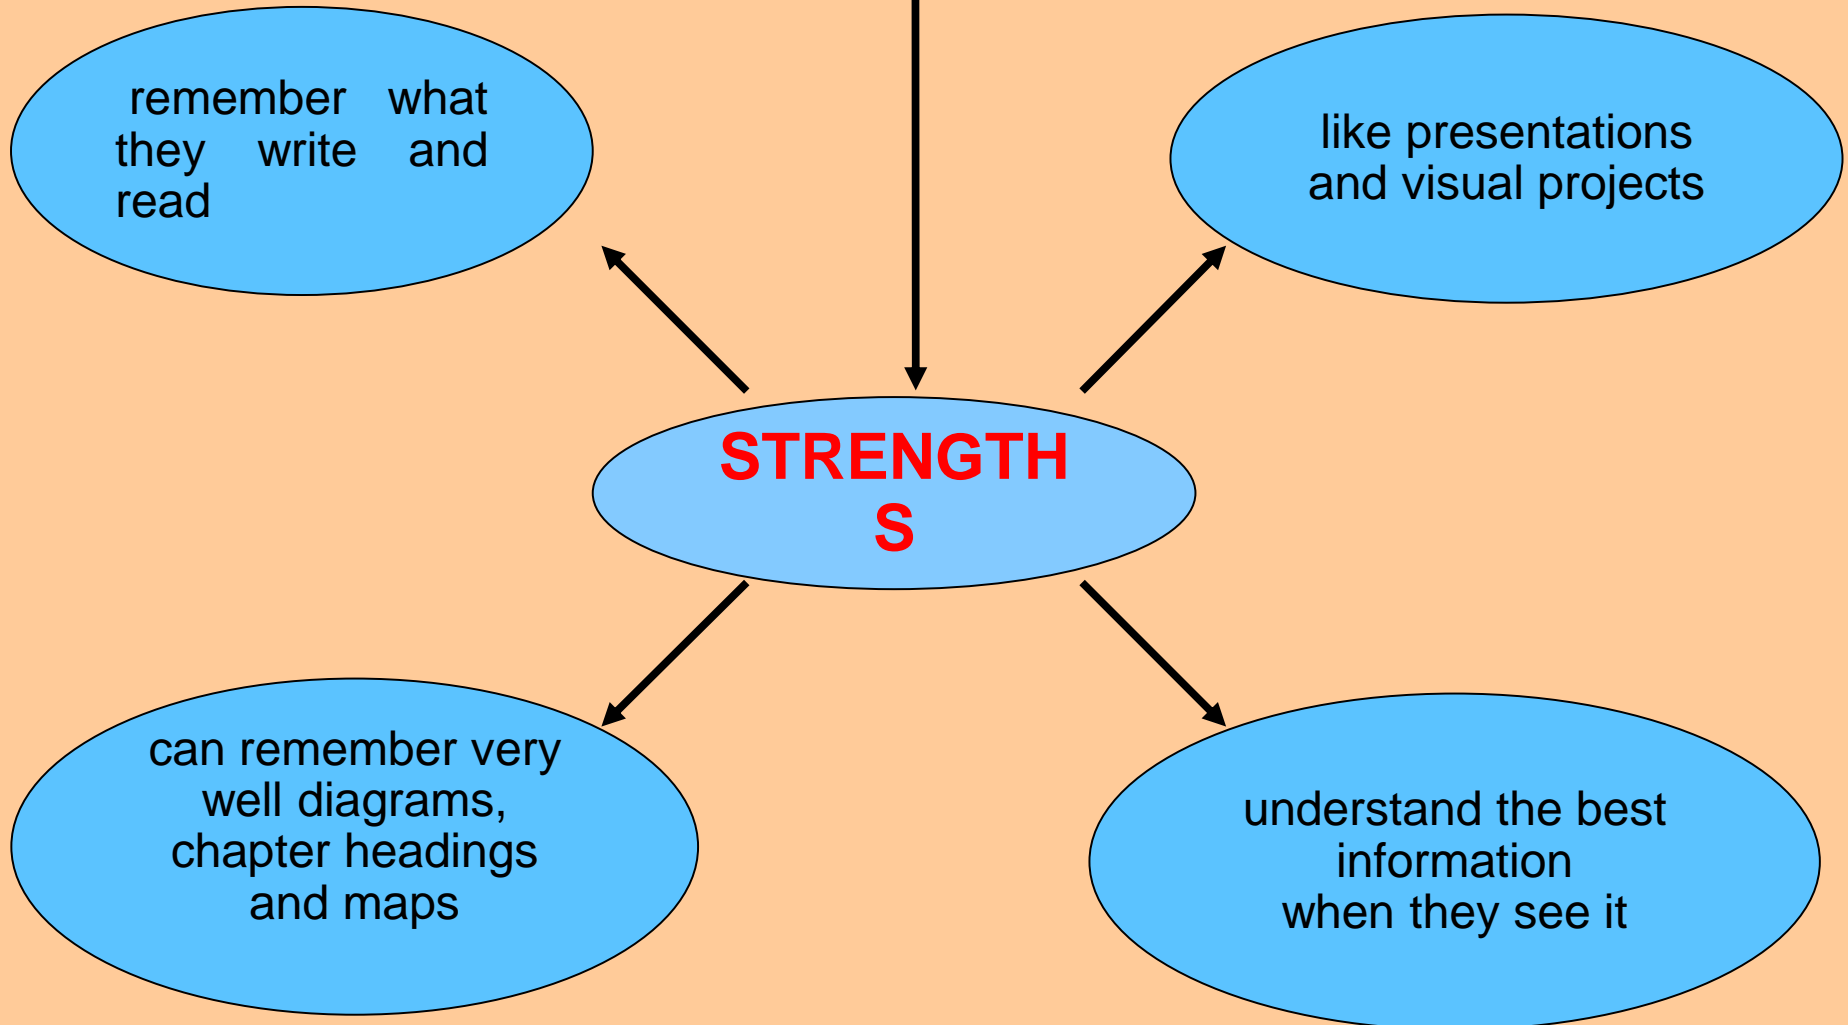 remember what
they write and
read
like presentations
and visual projects
STRENGTH
S
can remember very
well diagrams,
chapter headings
and maps
understand the best
information
when they see it